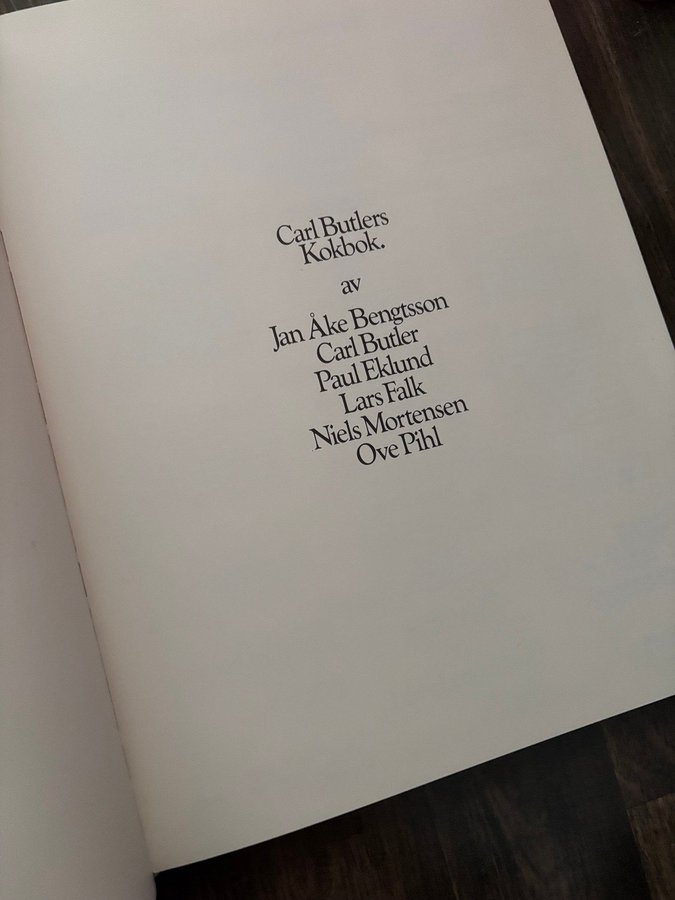 Carl Butlers
Kokbok.
av
Jan Åke Bengtsson
Carl Butler
Paul Eklund
Lars Falk
Niels Mortensen
Ove Pihl